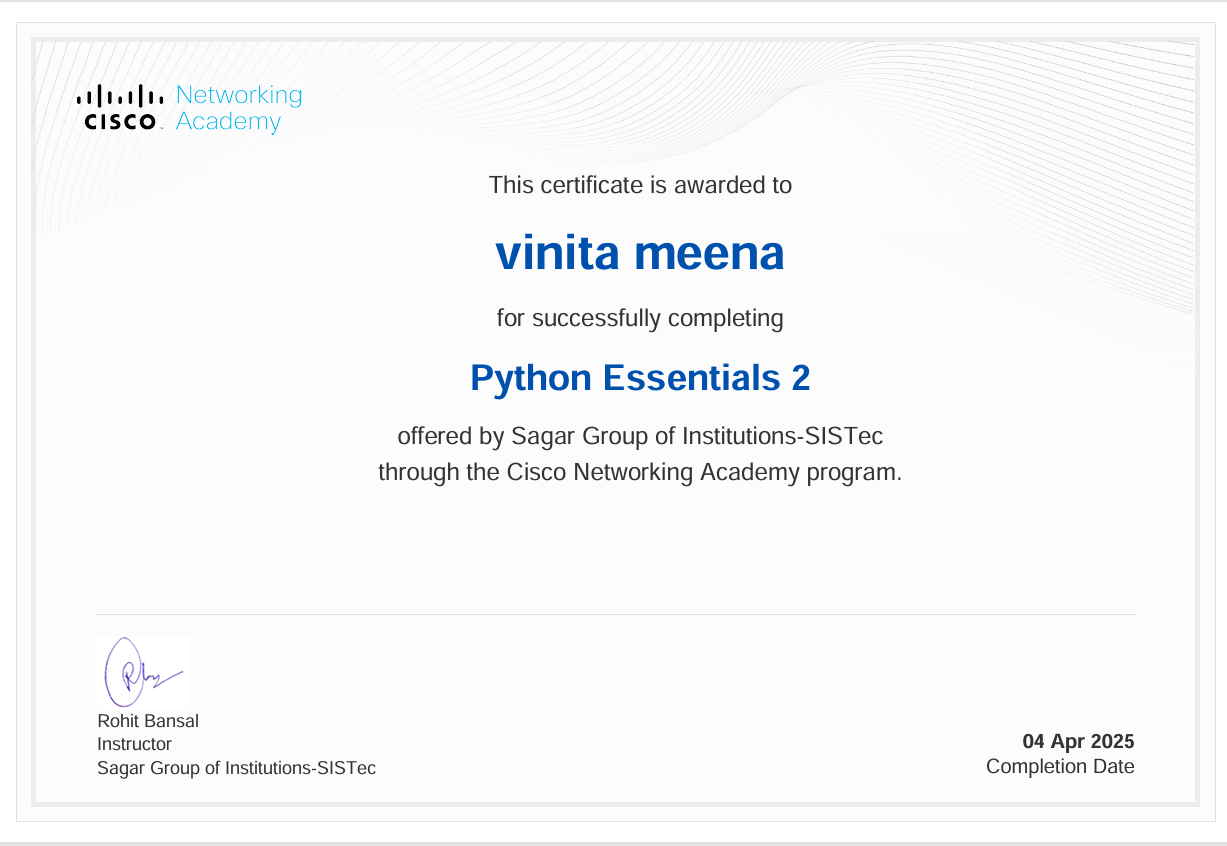 Networking
CISCO Academy
This certificate is awarded to
vinita meena
for successfully completing
Python Essentials 2
offered by Sagar Group of Institutions-SISTec
through the Cisco Networking Academy program.
Rohit Bansal
Instructor
Sagar Group of Institutions-SISTec
04 Apr 2025
Completion Date